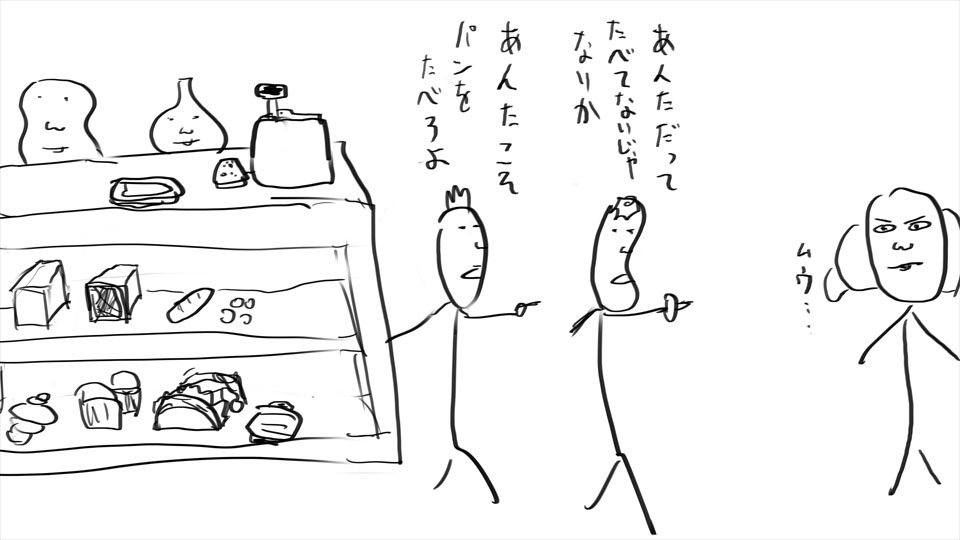 あんただって
たべてないじゃ
なりか
あんたこそ
パンを
たべろよ
ムウ…